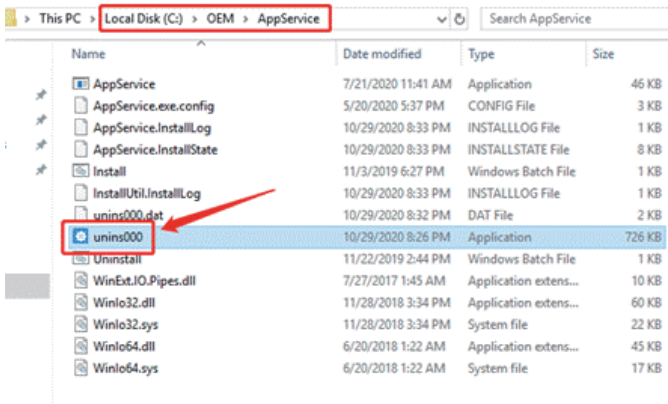 This PC > Local Disk (C:) > OEM > AppService Search AppService
Name Date modified Type Size
AppService 7/21/2020 11:41 AM Application 46 KB
AppService.exe.config 5/20/2020 5:37 PM CONFIG File 3 KB
AppService.InstallLog 10/29/2020 8:33 PM INSTALLLOG File 1 KB
AppService.InstallState 10/29/2020 8:33 PM INSTALLSTATE File 8 KB
Install 11/3/2019 6:27 PM Windows Batch File 1 KB
InstallUtil.InstallLog 10/29/2020 8:33 PM INSTALLLOG File 1 KB
unins000.dat 10/29/2020 8:32 PM DAT File 2 KB
unins000 10/29/2020 8:26 PM Application 726 KB
Uninstall 11/22/2019 2:44 PM Windows Batch File 1 KB
WinExt.IO.Pipes.dll 7/27/2017 1:45 AM Application extens... 10 KB
WinIo32.dll 11/28/2018 3:34 PM Application extens... 60 KB
WinIo32.sys 11/28/2018 3:34 PM System file 22 KB
WinIo64.dll 6/20/2018 1:22 AM Application extens... 45 KB
WinIo64.sys 6/20/2018 1:22 AM System file 17 KB